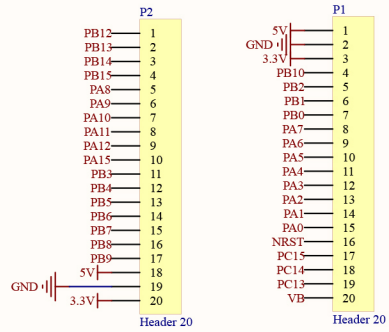 P2
PB12 1
PB13 2
PB14 3
PB15 4
PA8 5
PA9 6
PA10 7
PA11 8
PA12 9
PA15 10
PB3 11
PB4 12
PB5 13
PB6 14
PB7 15
PB8 16
PB9 17
5V 18
GND 19
3.3V 20
Header 20
P1
5V 1
GND 2
3.3V 3
PB10 4
PB2 5
PB1 6
PB0 7
PA7 8
PA6 9
PA5 10
PA4 11
PA3 12
PA2 13
PA1 14
PA0 15
NRST 16
PC15 17
PC14 18
PC13 19
VB 20
Header 20